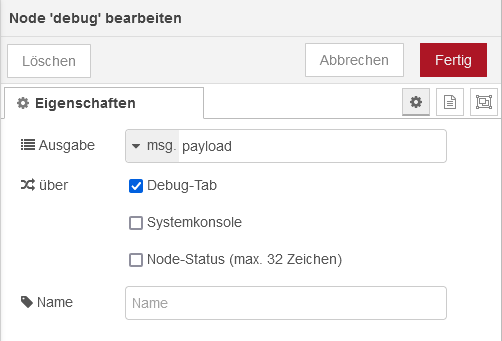 Node 'debug' bearbeiten
Löschen Abbrechen Fertig
Eigenschaften
Ausgabe msg. payload
über Debug-Tab
Systemkonsole
Node-Status (max. 32 Zeichen)
Name Name